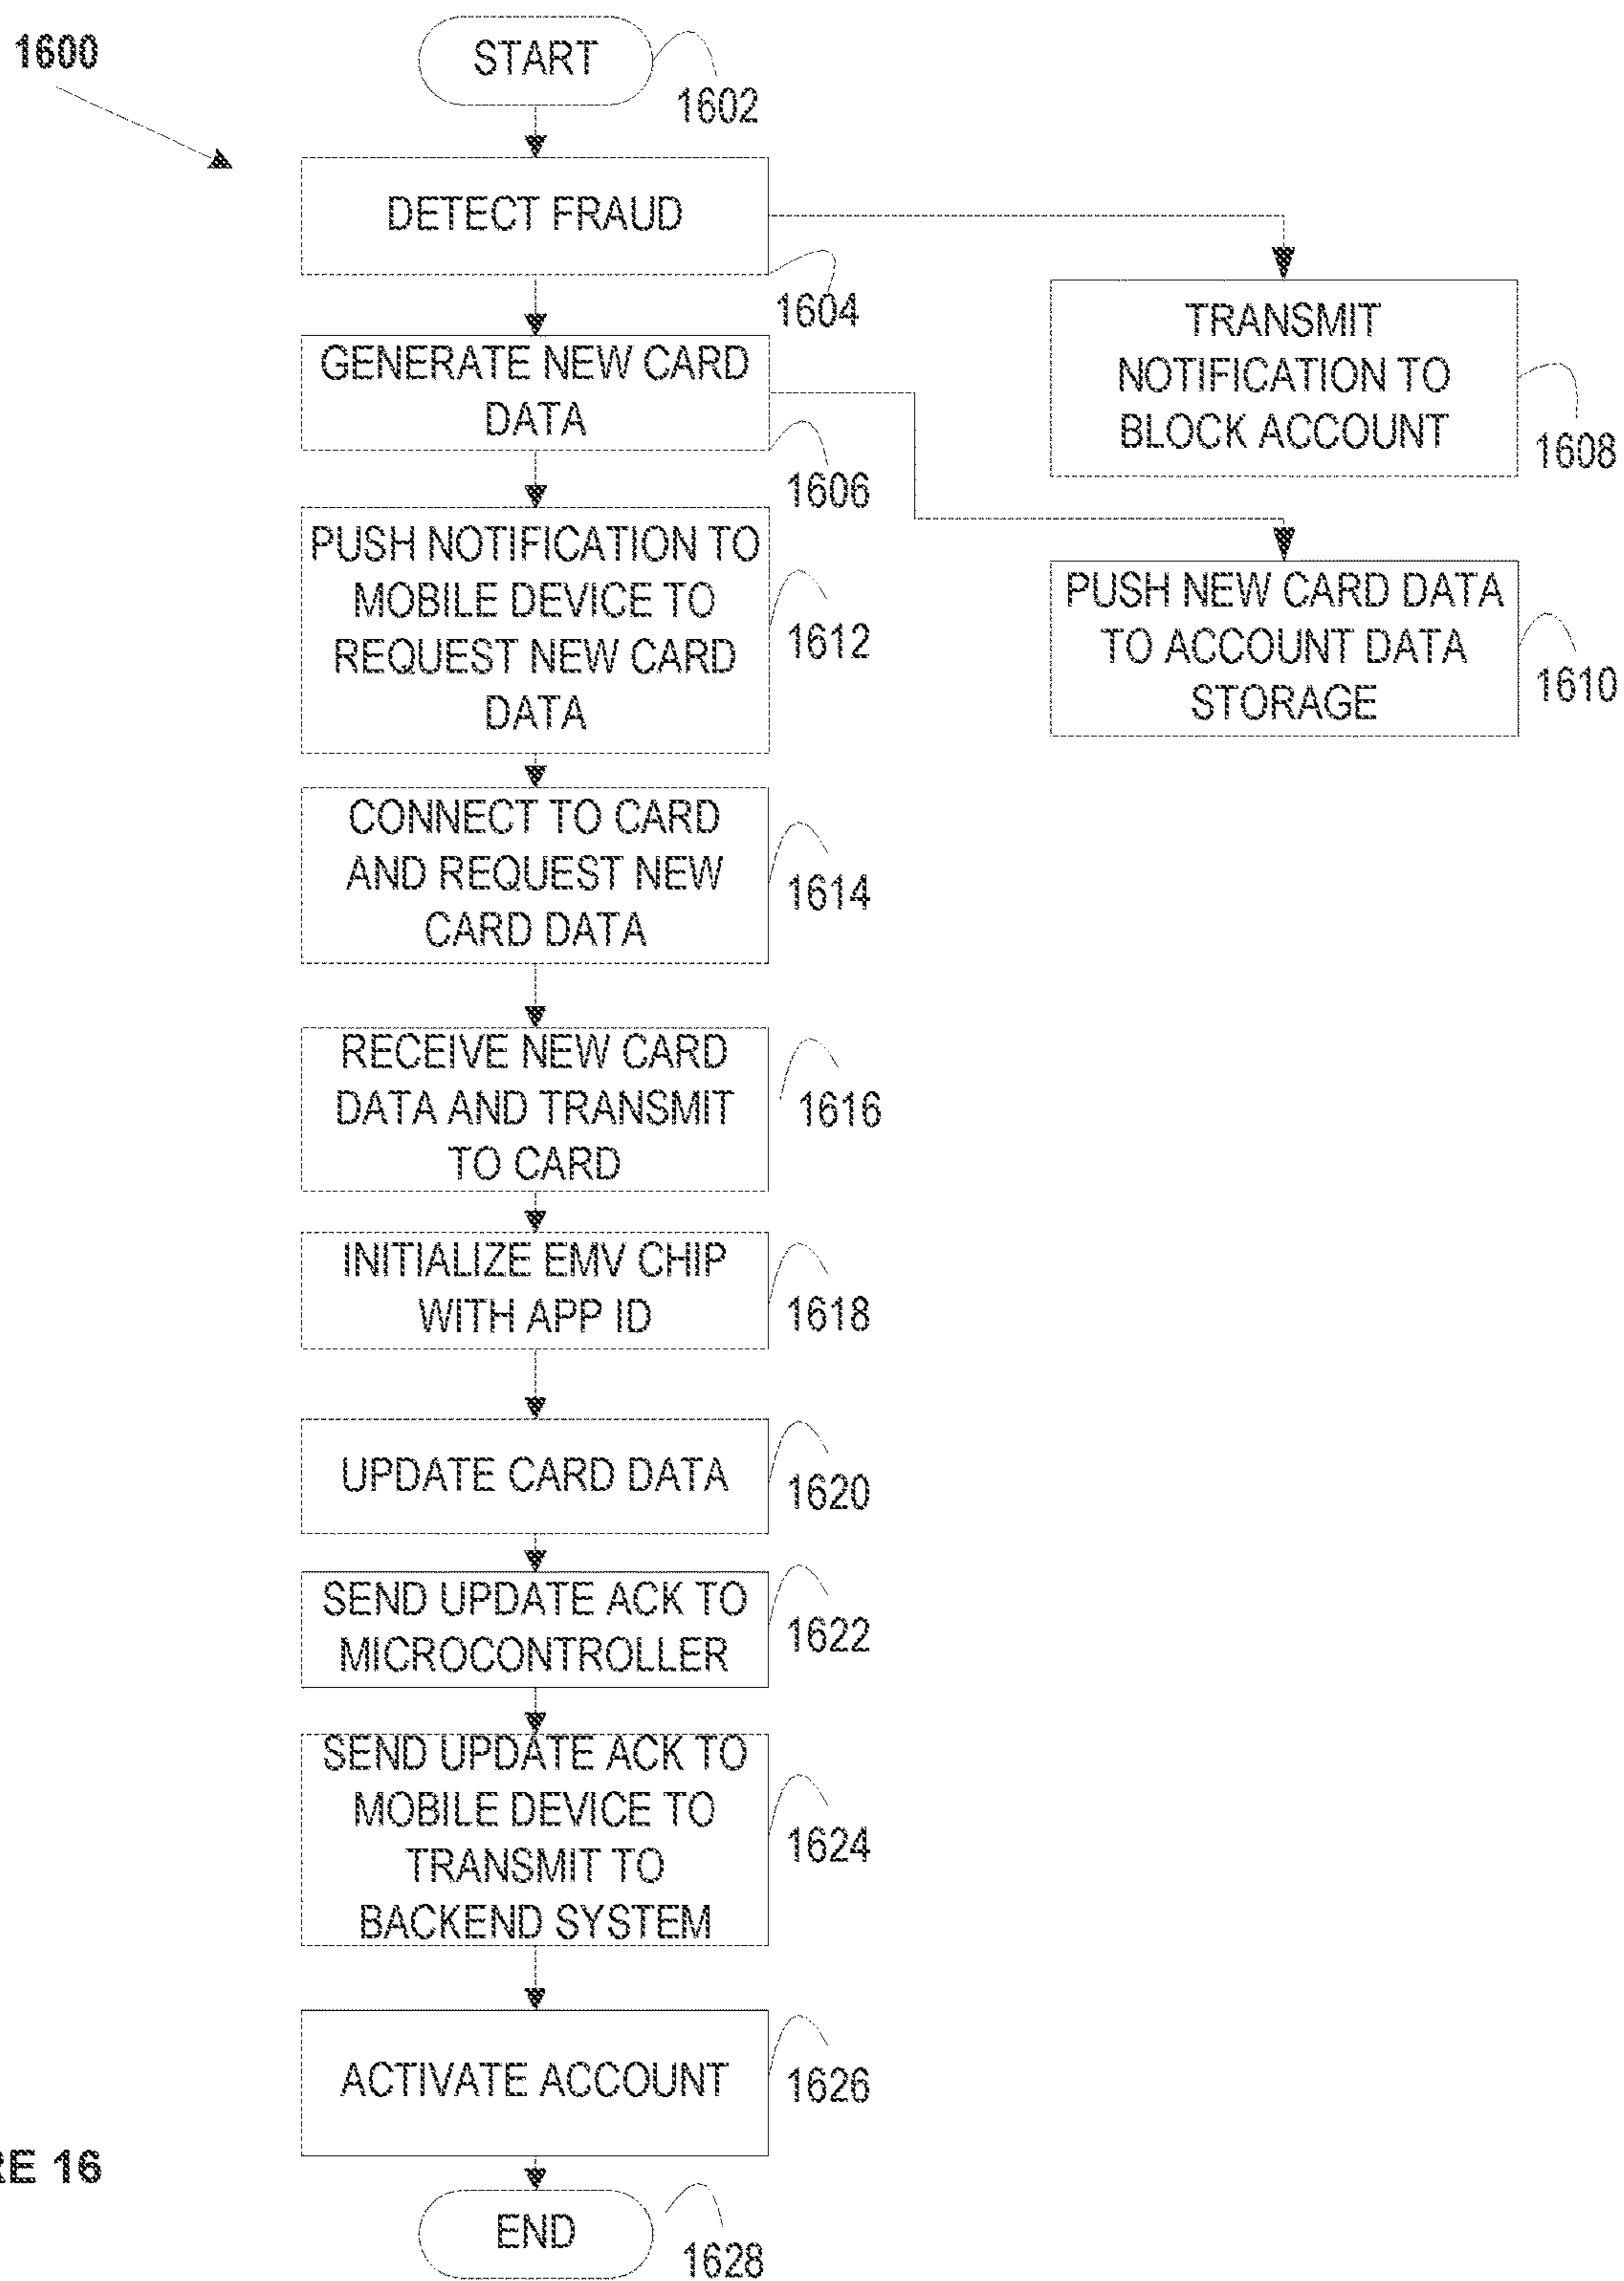 1600
START
1602
DETECT FRAUD
1604
TRANSMIT
NOTIFICATION TO
BLOCK ACCOUNT
1608
GENERATE NEW CARD
DATA
1606
PUSH NOTIFICATION TO
MOBILE DEVICE TO
REQUEST NEW CARD
DATA
1612
PUSH NEW CARD DATA
TO ACCOUNT DATA
STORAGE
1610
CONNECT TO CARD
AND REQUEST NEW
CARD DATA
1614
RECEIVE NEW CARD
DATA AND TRANSMIT
TO CARD
1616
INITIALIZE EMV CHIP
WITH APP ID
1618
UPDATE CARD DATA
1620
SEND UPDATE ACK TO
MICROCONTROLLER
1622
SEND UPDATE ACK TO
MOBILE DEVICE TO
TRANSMIT TO
BACKEND SYSTEM
1624
ACTIVATE ACCOUNT
1626
RE 16
END
1628